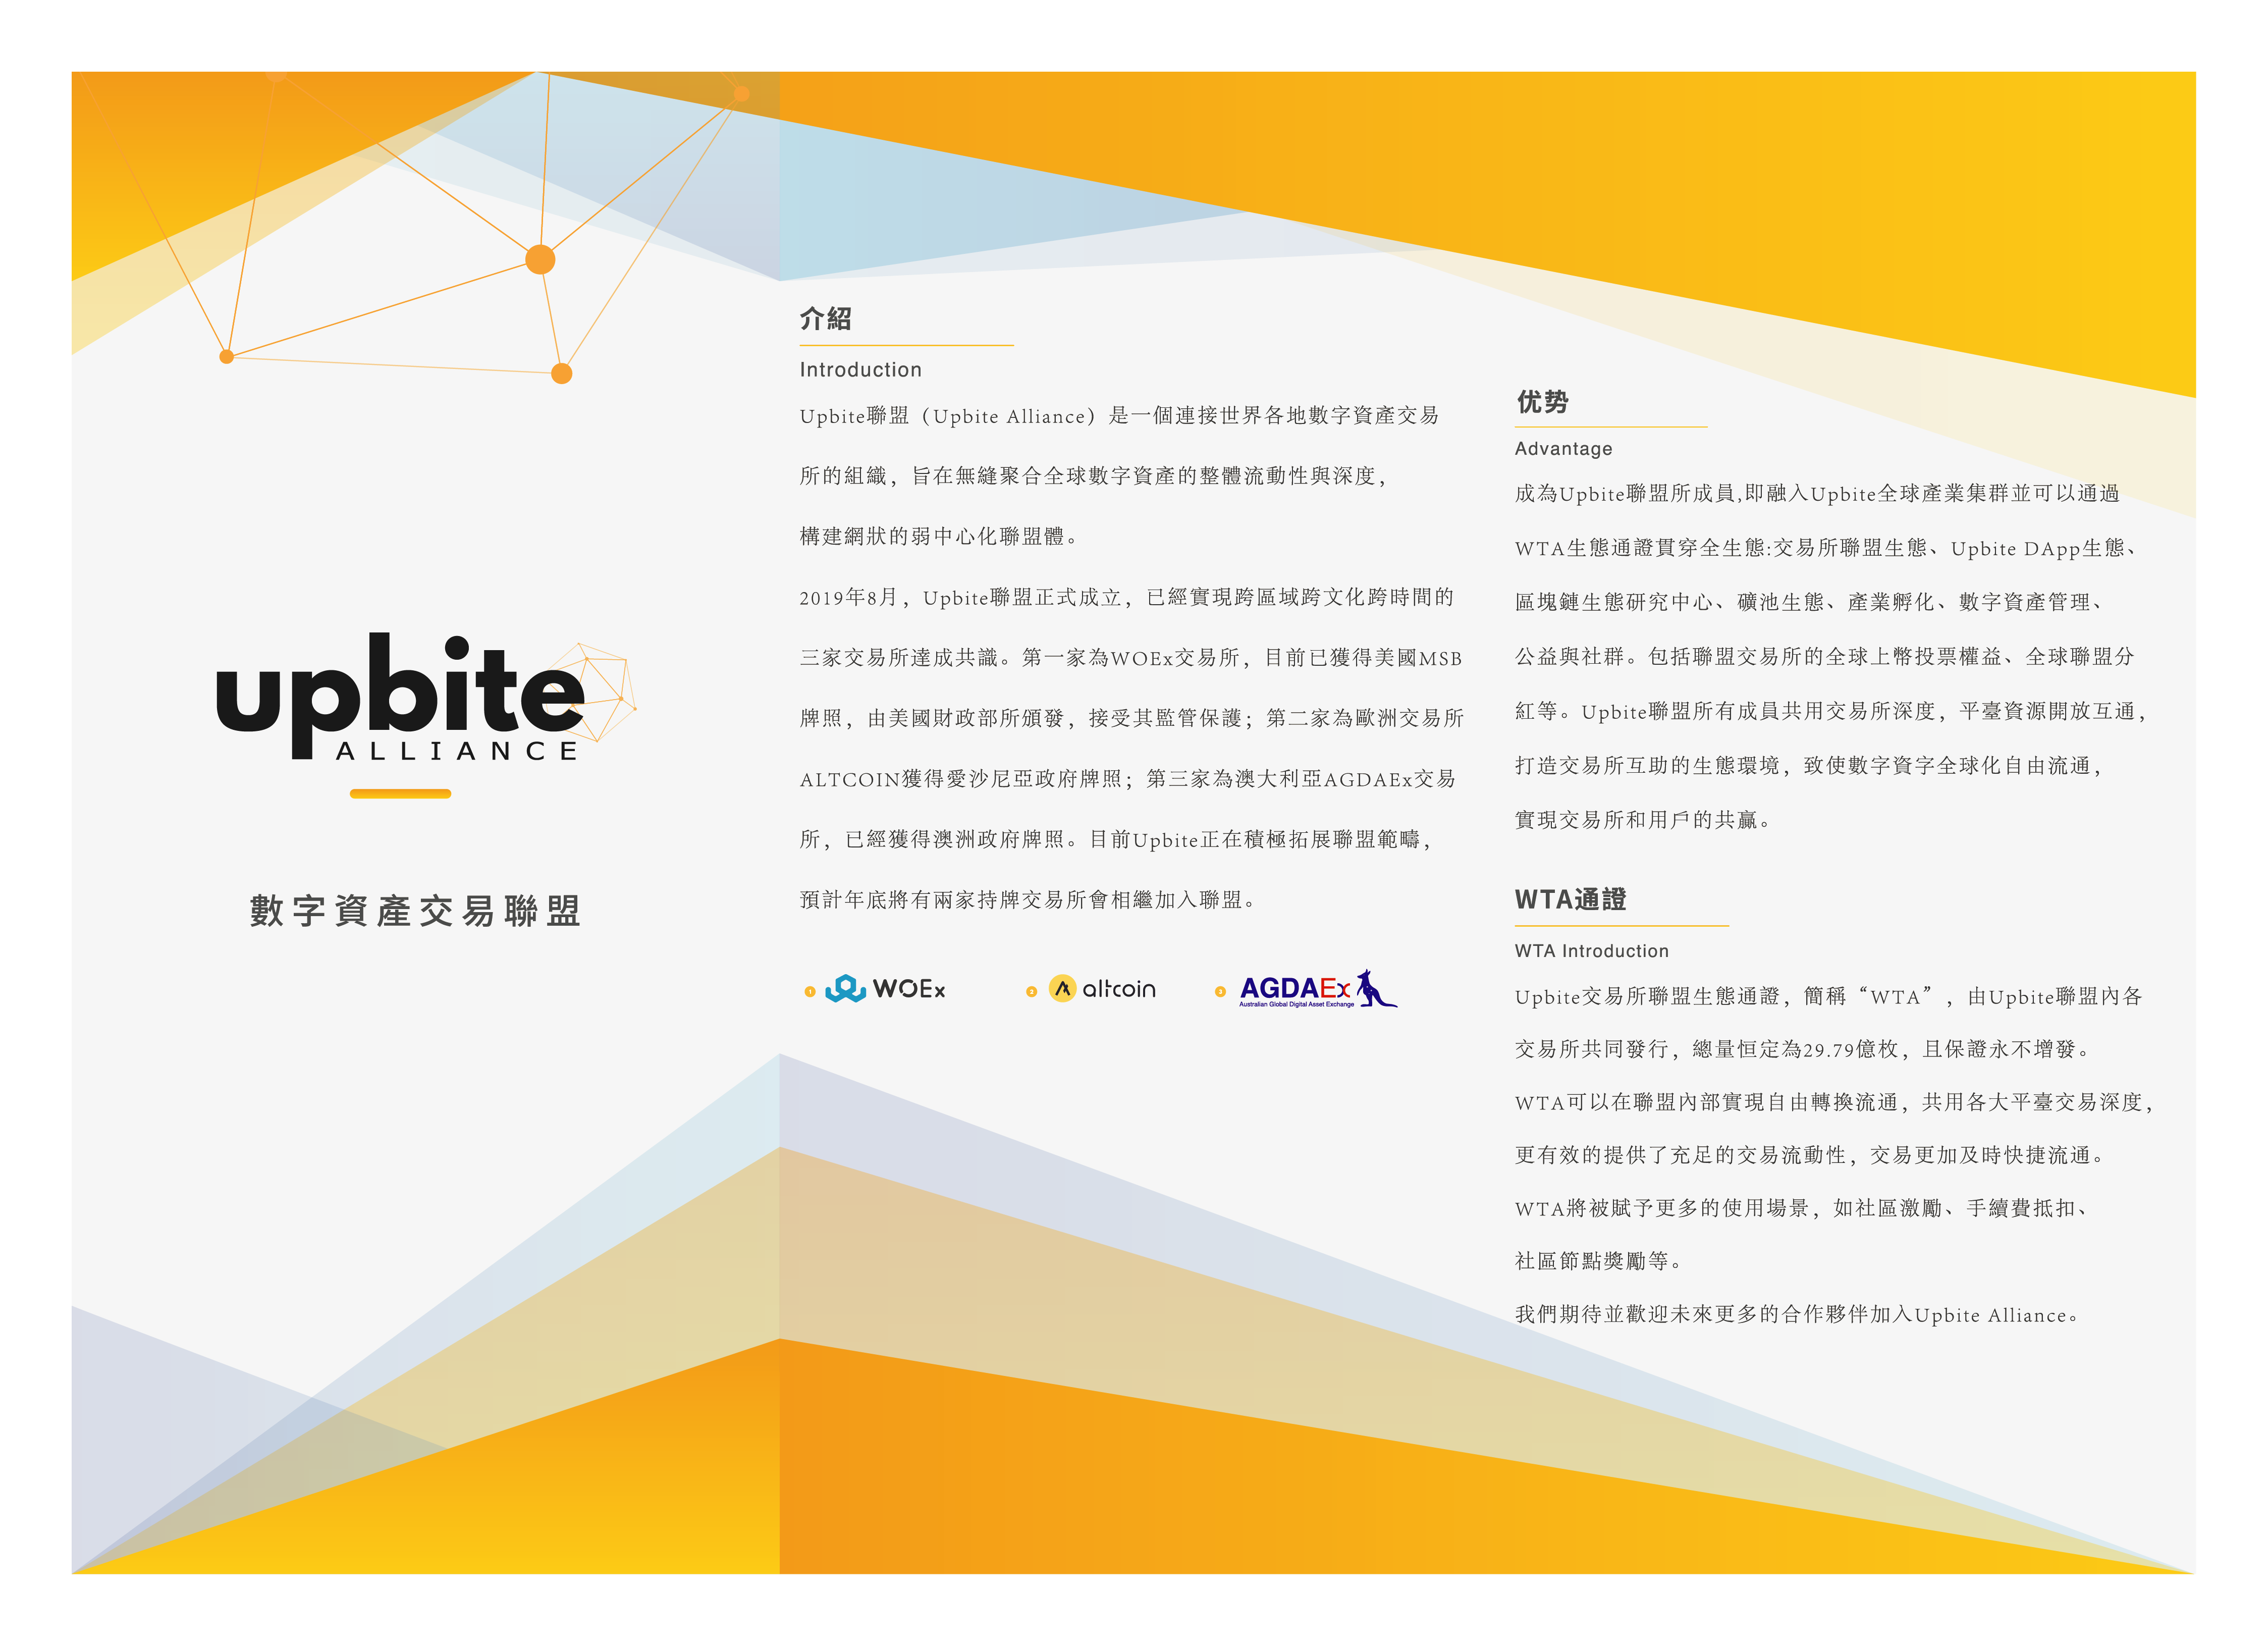 upbite
ALLIANCE
數字資產交易聯盟
介紹
Introduction
Upbite聯盟（Upbite Alliance）是一個連接世界各地數字資產交易
所的組織，旨在無縫聚合全球數字資產的整體流動性與深度，
構建網狀的弱中心化聯盟體。
2019年8月，Upbite聯盟正式成立，已經實現跨區域跨文化跨時間的
三家交易所達成共識。第一家為WOEx交易所，目前已獲得美國MSB
牌照，由美國財政部所頒發，接受其監管保護；第二家為歐洲交易所
ALTCOIN獲得愛沙尼亞政府牌照；第三家為澳大利亞AGDAEx交易
所，已經獲得澳洲政府牌照。目前Upbite正在積極拓展聯盟範疇，
預計年底將有兩家持牌交易所會相繼加入聯盟。
1 WOEx
altcoin
AGDAEx
Australian Global Digital Asset Exchange
优势
Advantage
成為Upbite聯盟所成員,即融入Upbite全球產業集群並可以通過
WTA生態通證貫穿全生態:交易所聯盟生態、Upbite DApp生態、
區塊鏈生態研究中心、礦池生態、產業孵化、數字資產管理、
公益與社群。包括聯盟交易所的全球上幣投票權益、全球聯盟分
紅等。Upbite聯盟所有成員共用交易所深度，平臺資源開放互通，
打造交易所互助的生態環境，致使數字資字全球化自由流通，
實現交易所和用戶的共贏。
WTA通證
WTA Introduction
Upbite交易所聯盟生態通證，簡稱“WTA”，由Upbite聯盟內各
交易所共同發行，總量恒定為29.79億枚，且保證永不增發。
WTA可以在聯盟內部實現自由轉換流通，共用各大平臺交易深度，
更有效的提供了充足的交易流動性，交易更加及時快捷流通。
WTA將被賦予更多的使用場景，如社區激勵、手續費抵扣、
社區節點獎勵等。
我們期待並歡迎未來更多的合作夥伴加入Upbite Alliance。